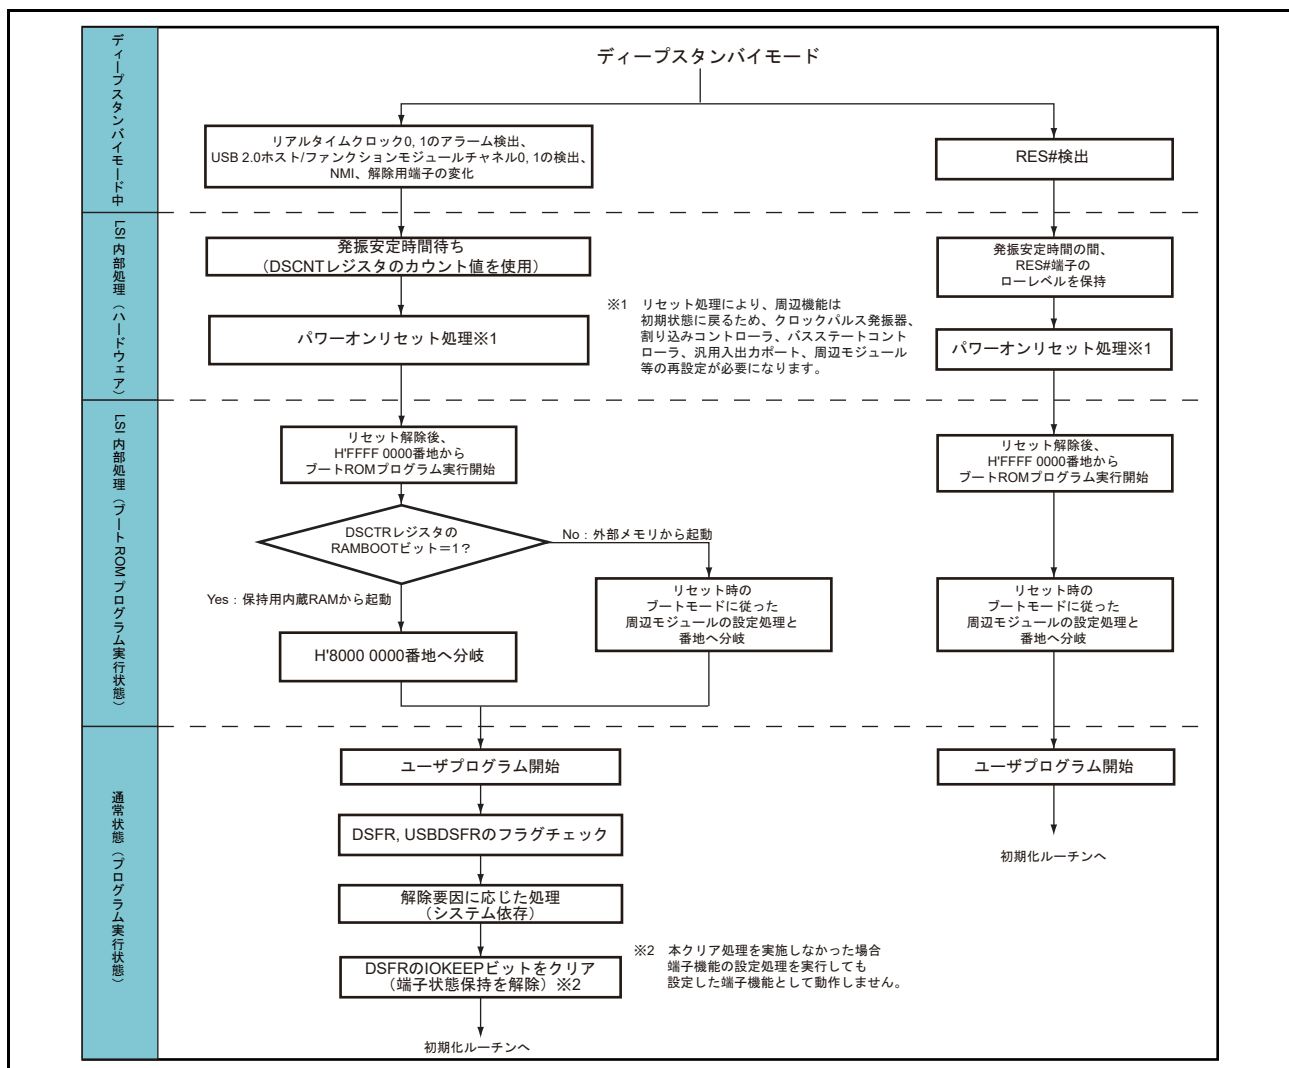 ディープスタンバイモード中
ディープスタンバイモード
リアルタイムクロック0, 1のアラーム検出、
USB 2.0ホスト/ファンクションモジュールチャネル0, 1の検出、
NMI、解除用端子の変化
RES#検出
LSI 内部処理（ハードウェア）
発振安定時間待ち
（DSCNTレジスタのカウント値を使用）
発振安定時間の間、
RES#端子の
ローレベルを保持
パワーオンリセット処理※1
※1 リセット処理により、周辺機能は
初期状態に戻るため、クロックパルス発振器、
割り込みコントローラ、バスステートコント
ローラ、汎用入出力ポート、周辺モジュール
等の再設定が必要になります。
パワーオンリセット処理※1
LSI 内部処理（ブート ROM プログラム実行状態）
リセット解除後、
H'FFFF 0000番地から
ブートROMプログラム実行開始
リセット解除後、
H'FFFF 0000番地から
ブートROMプログラム実行開始
DSCTRレジスタの
RAMBOOTビット＝1？
No：外部メモリから起動
Yes：保持用内蔵RAMから起動
リセット時の
ブートモードに従った
周辺モジュールの設定処理と
番地へ分岐
リセット時の
ブートモードに従った
周辺モジュールの設定処理と
番地へ分岐
H'8000 0000番地へ分岐
通常状態（プログラム実行状態）
ユーザプログラム開始
ユーザプログラム開始
DSFR, USBDSFRのフラグチェック
初期化ルーチンへ
解除要因に応じた処理
（システム依存）
DSFRのIOKEEPビットをクリア
（端子状態保持を解除）※2
※2 本クリア処理を実施しなかった場合
端子機能の設定処理を実行しても
設定した端子機能として動作しません。
初期化ルーチンへ